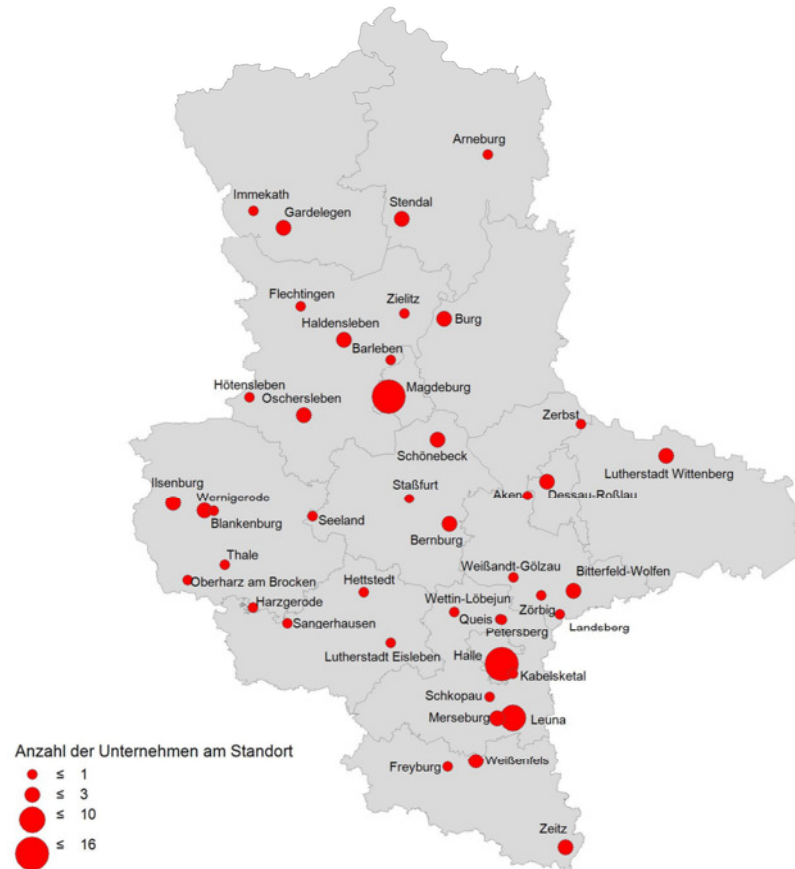 Arneburg
Immekath
Gardelegen
Stendal
Flechtingen
Zielitz
Haldensleben
Burg
Barleben
Hötensleben
Magdeburg
Oschersleben
Zerbst
Schönebeck
Lutherstadt Wittenberg
Ilsenburg
Staßfurt
Aken
Dessau-Roßlau
Wernigerode
Blankenburg
Seeland
Bernburg
Thale
Weißandt-Gölzau
Bitterfeld-Wolfen
Oberharz am Brocken
Hettstedt
Harzgerode
Wettin-Löbejun
Zörbig
Queis
Sangerhausen
Petersberg
Landsberg
Lutherstadt Eisleben
Halle
Kabelsketal
Schkopau
Merseburg
Leuna
Anzahl der Unternehmen am Standort
Freyburg
Weißenfels
≤ 1
≤ 3
≤ 10
≤ 16
Zeitz